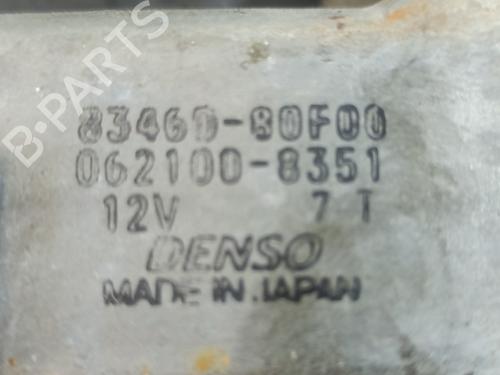 B-PARTS
83460-80F00
062100-8351
12V 7 T
DENSO
MADE IN JAPAN